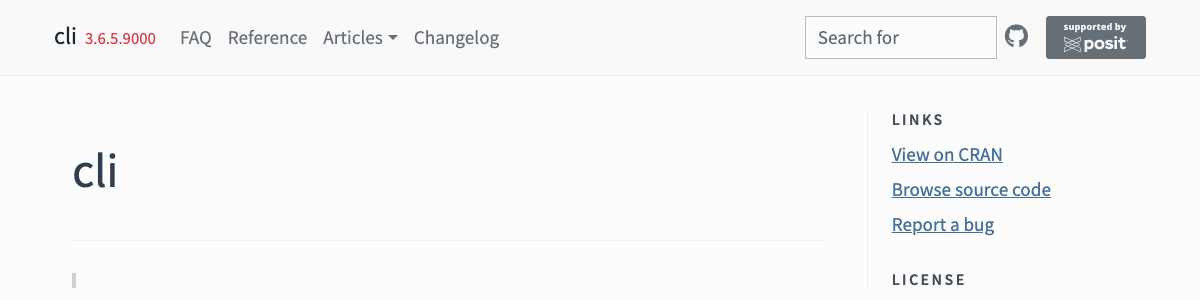 cli 3.6.5.9000 FAQ Reference Articles Changelog Search for supported by posit
cli
LINKS
View on CRAN
Browse source code
Report a bug
LICENSE